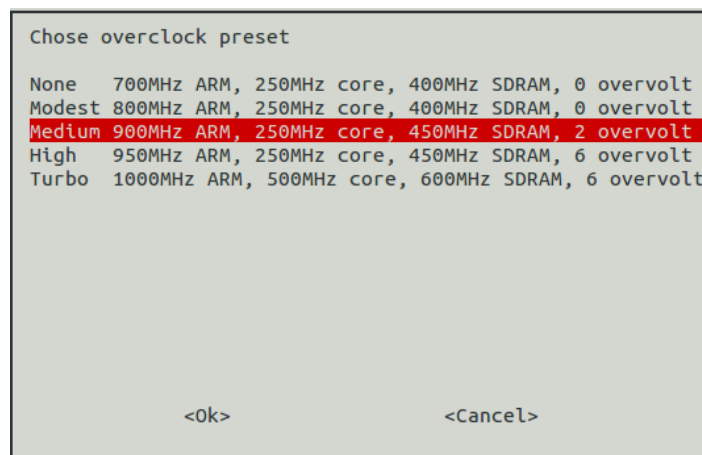 Chose overclock preset
None 700MHz ARM, 250MHz core, 400MHz SDRAM, 0 overvolt
Modest 800MHz ARM, 250MHz core, 400MHz SDRAM, 0 overvolt
Medium 900MHz ARM, 250MHz core, 450MHz SDRAM, 2 overvolt
High 950MHz ARM, 250MHz core, 450MHz SDRAM, 6 overvolt
Turbo 1000MHz ARM, 500MHz core, 600MHz SDRAM, 6 overvolt
<Ok> <Cancel>